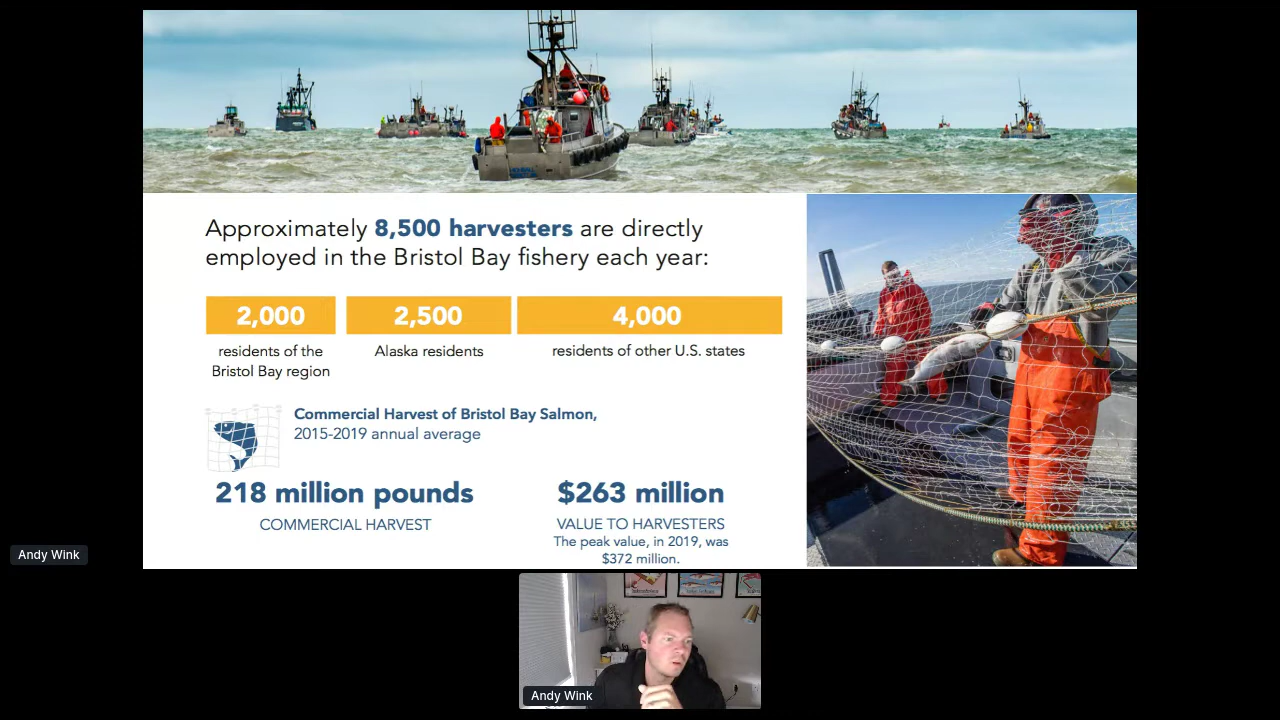 Approximately 8,500 harvesters are directly
employed in the Bristol Bay fishery each year:
2,000
2,500
4,000
residents of the
Bristol Bay region
Alaska residents
residents of other U.S. states
Commercial Harvest of Bristol Bay Salmon,
2015-2019 annual average
218 million pounds
COMMERCIAL HARVEST
$263 million
VALUE TO HARVESTERS
The peak value, in 2019, was
$372 million.
Andy Wink
Andy Wink